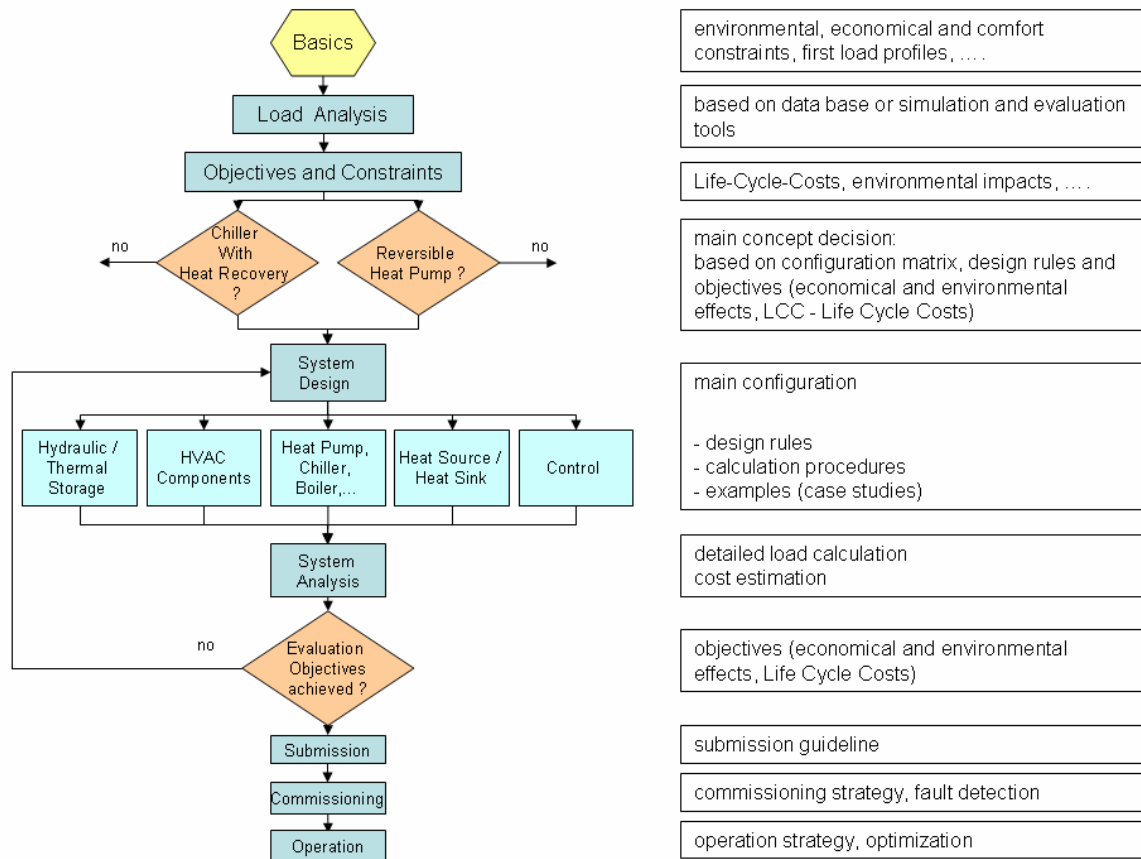 Basics
environmental, economical and comfort
constraints, first load profiles, … .
Load Analysis
based on data base or simulation and evaluation
tools
Objectives and Constraints
Life-Cycle-Costs, environmental impacts, … .
no
Chiller
With
Heat Recovery
?
Reversible
Heat Pump ?
no
main concept decision:
based on configuration matrix, design rules and
objectives (economical and environmental
effects, LCC - Life Cycle Costs)
System
Design
main configuration
- design rules
- calculation procedures
- examples (case studies)
Hydraulic /
Thermal
Storage
HVAC
Components
Heat Pump,
Chiller,
Boiler,...
Heat Source /
Heat Sink
Control
System
Analysis
detailed load calculation
cost estimation
no
Evaluation
Objectives
achieved ?
objectives (economical and environmental
effects, Life Cycle Costs)
Submission
submission guideline
Commissioning
commissioning strategy, fault detection
Operation
operation strategy, optimization